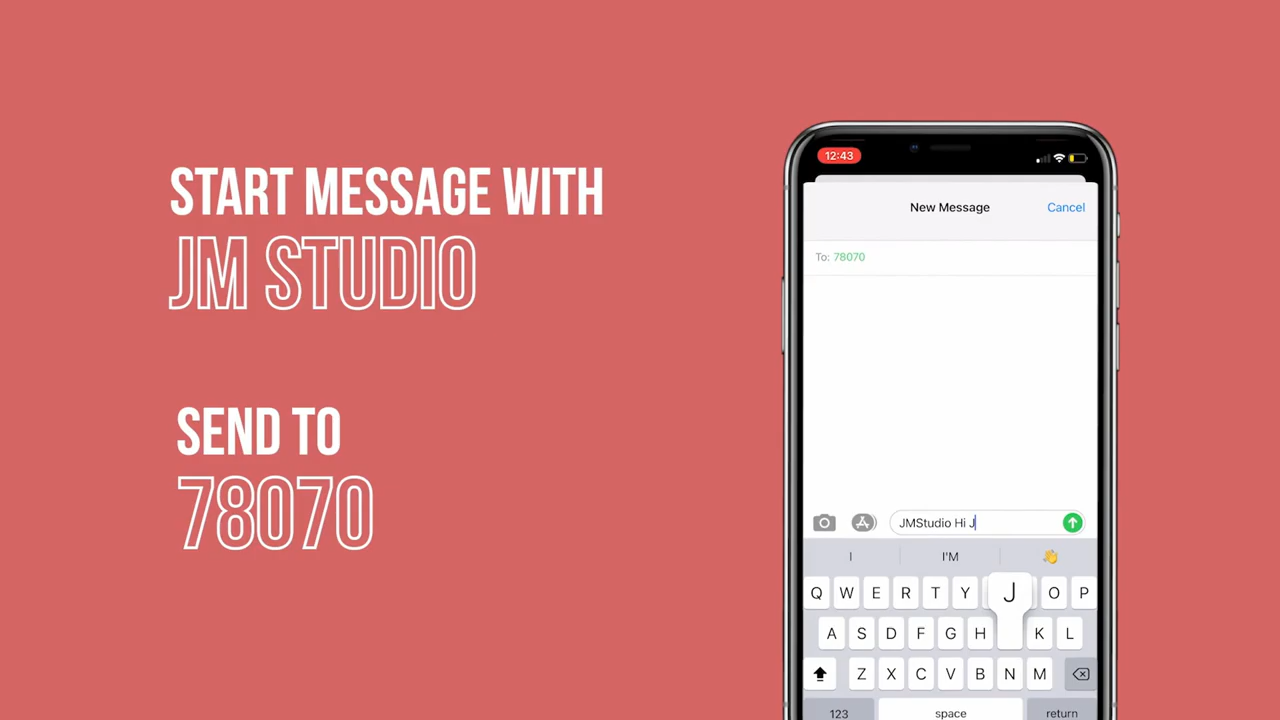 START MESSAGE WITH
JM STUDIO
SEND TO
78070
12:43
New Message
Cancel
To: 78070
JMStudio Hi J
I
I'M
Q W E R T Y J O P
A S D F G H K L
Z X C V B N M
123 space return